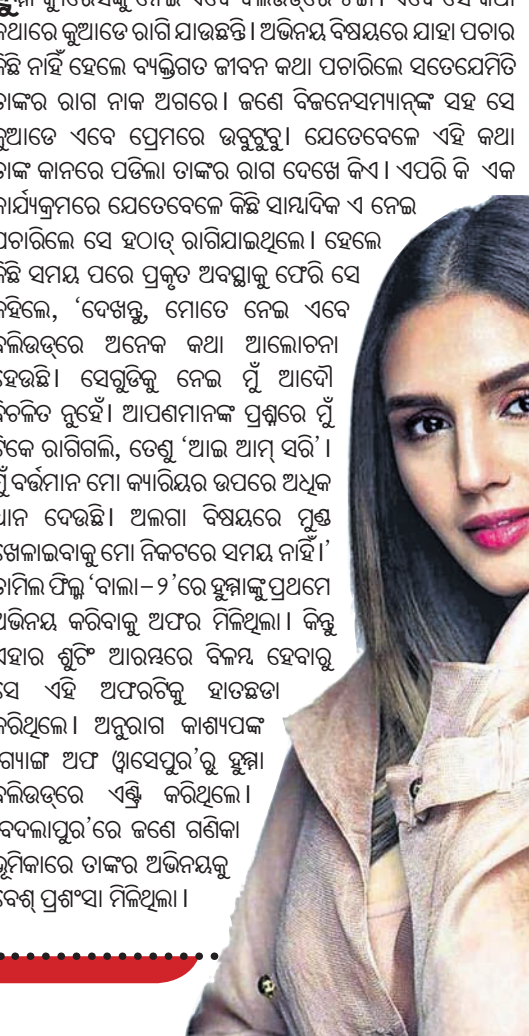 କଥାରେ କୁଆଡେ ରାଗି ଯାଉଛନ୍ତି । ଅଭିନୟ ବିଷୟରେ ଯାହା ପଚାର
କିଛି ନାହିଁ ହେଲେ ବ୍ୟକ୍ତିଗତ ଜୀବନ କଥା ପଚାରିଲେ ସତେଯେମିତି
ତାଙ୍କର ରାଗ ନାକ ଅଗରେ । ଜଣେ ବିଜନେସମ୍ୟାନ୍‌ଙ୍କ ସହ ସେ
କୁଆଡେ ଏବେ ପ୍ରେମରେ ଉବୁଟୁବୁ । ଯେତେବେଳେ ଏହି କଥା
ତାଙ୍କ କାନରେ ପଡିଲା ତାଙ୍କର ରାଗ ଦେଖେ କିଏ । ଏପରି କି ଏକ
କାର୍ଯ୍ୟକ୍ରମରେ ଯେତେବେଳେ କିଛି ସାମ୍ବାଦିକ ଏ ନେଇ
ପଚାରିଲେ ସେ ହଠାତ୍ ରାଗିଯାଇଥିଲେ । ହେଲେ
କିଛି ସମୟ ପରେ ପ୍ରକୃତ ଅବସ୍ଥାକୁ ଫେରି ସେ
କହିଲେ, ‘ଦେଖନ୍ତୁ, ମୋତେ ନେଇ ଏବେ
ବଲିଉଡ୍‌ରେ ଅନେକ କଥା ଆଲୋଚନା
ହେଉଛି । ସେଗୁଡିକୁ ନେଇ ମୁଁ ଆଦୌ
ବିଚଳିତ ନୁହେଁ । ଆପଣମାନଙ୍କ ପ୍ରଶ୍ନରେ ମୁଁ
ଟିକେ ରାଗିଗଲି, ତେଣୁ ‘ଆଇ ଆମ୍ ସରି’ ।
ମୁଁ ବର୍ତ୍ତମାନ ମୋ କ୍ୟାରିୟର ଉପରେ ଅଧିକ
ଧ୍ୟାନ ଦେଉଛି । ଅଲଗା ବିଷୟରେ ମୁଣ୍ଡ
ଖେଳାଇବାକୁ ମୋ ନିକଟରେ ସମୟ ନାହିଁ ।’
ତାମିଲ ଫିଲ୍ମ ‘ବାଲା–୨’ରେ ହୁମ୍ମାଙ୍କୁ ପ୍ରଥମେ
ଅଭିନୟ କରିବାକୁ ଅଫର ମିଳିଥିଲା । କିନ୍ତୁ
ଏହାର ଶୁଟିଂ ଆରମ୍ଭରେ ବିଳମ୍ବ ହେବାରୁ
ସେ ଏହି ଅଫରଟିକୁ ହାତଛଡା
କରିଥିଲେ । ଅନୁରାଗ କାଶ୍ୟପଙ୍କ
‘ଗ୍ୟାଙ୍ଗ ଅଫ ୱାସେପୁର’ରୁ ହୁମ୍ମା
ବଲିଉଡ୍‌ରେ ଏଣ୍ଟ୍ରି କରିଥିଲେ ।
‘ବଦଲାପୁର’ରେ ଜଣେ ଗଣିକା
ଭୂମିକାରେ ତାଙ୍କର ଅଭିନୟକୁ
ବେଶ୍ ପ୍ରଶଂସା ମିଳିଥିଲା ।